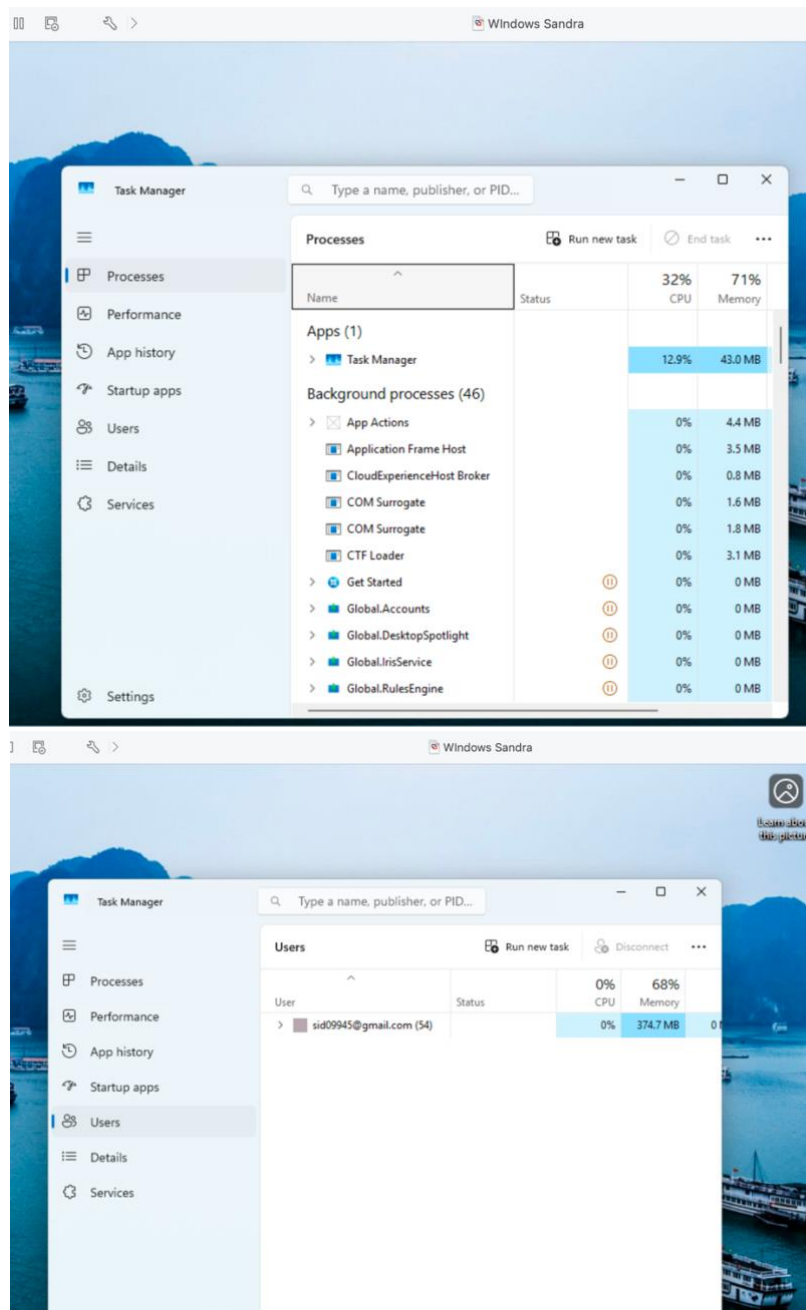 WIndows Sandra
Task Manager
Type a name, publisher, or PID...
Processes
Run new task
End task
Processes
Performance
App history
Startup apps
Users
Details
Services
Settings
32% 71%
Name Status CPU Memory
Apps (1)
Task Manager 12.9% 43.0 MB
Background processes (46)
App Actions 0% 4.4 MB
Application Frame Host 0% 3.5 MB
CloudExperienceHost Broker 0% 0.8 MB
COM Surrogate 0% 1.6 MB
COM Surrogate 0% 1.8 MB
CTF Loader 0% 3.1 MB
Get Started 0% 0 MB
Global.Accounts 0% 0 MB
Global.DesktopSpotlight 0% 0 MB
Global.IrisService 0% 0 MB
Global.RulesEngine 0% 0 MB
WIndows Sandra
Learn abou
this pictur
Task Manager
Type a name, publisher, or PID...
Users
Run new task
Disconnect
Processes
Performance
App history
Startup apps
Users
Details
Services
0% 68%
User Status CPU Memory
sid09945@gmail.com (54) 0% 374.7 MB 0